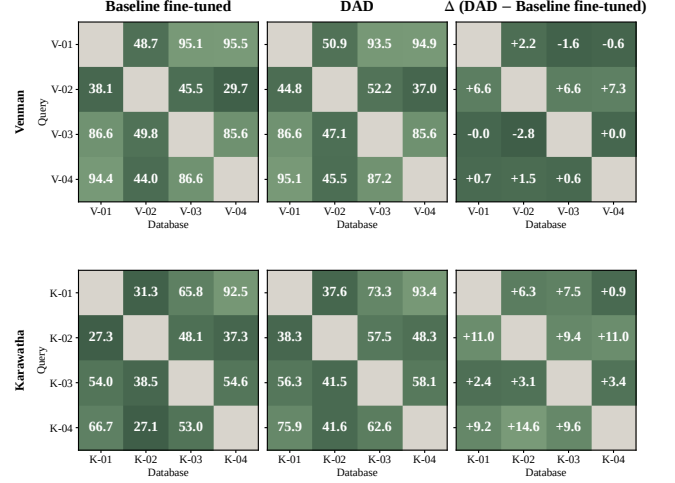 Baseline fine-tuned DAD Δ (DAD − Baseline fine-tuned)
Venman
Query
V-01 48.7 95.1 95.5 50.9 93.5 94.9 +2.2 -1.6 -0.6
V-02 38.1 45.5 29.7 44.8 52.2 37.0 +6.6 +6.6 +7.3
V-03 86.6 49.8 85.6 86.6 47.1 85.6 -0.0 -2.8 +0.0
V-04 94.4 44.0 86.6 95.1 45.5 87.2 +0.7 +1.5 +0.6
V-01 V-02 V-03 V-04 V-01 V-02 V-03 V-04 V-01 V-02 V-03 V-04
Database Database Database
Karawatha
Query
K-01 31.3 65.8 92.5 37.6 73.3 93.4 +6.3 +7.5 +0.9
K-02 27.3 48.1 37.3 38.3 57.5 48.3 +11.0 +9.4 +11.0
K-03 54.0 38.5 54.6 56.3 41.5 58.1 +2.4 +3.1 +3.4
K-04 66.7 27.1 53.0 75.9 41.6 62.6 +9.2 +14.6 +9.6
K-01 K-02 K-03 K-04 K-01 K-02 K-03 K-04 K-01 K-02 K-03 K-04
Database Database Database